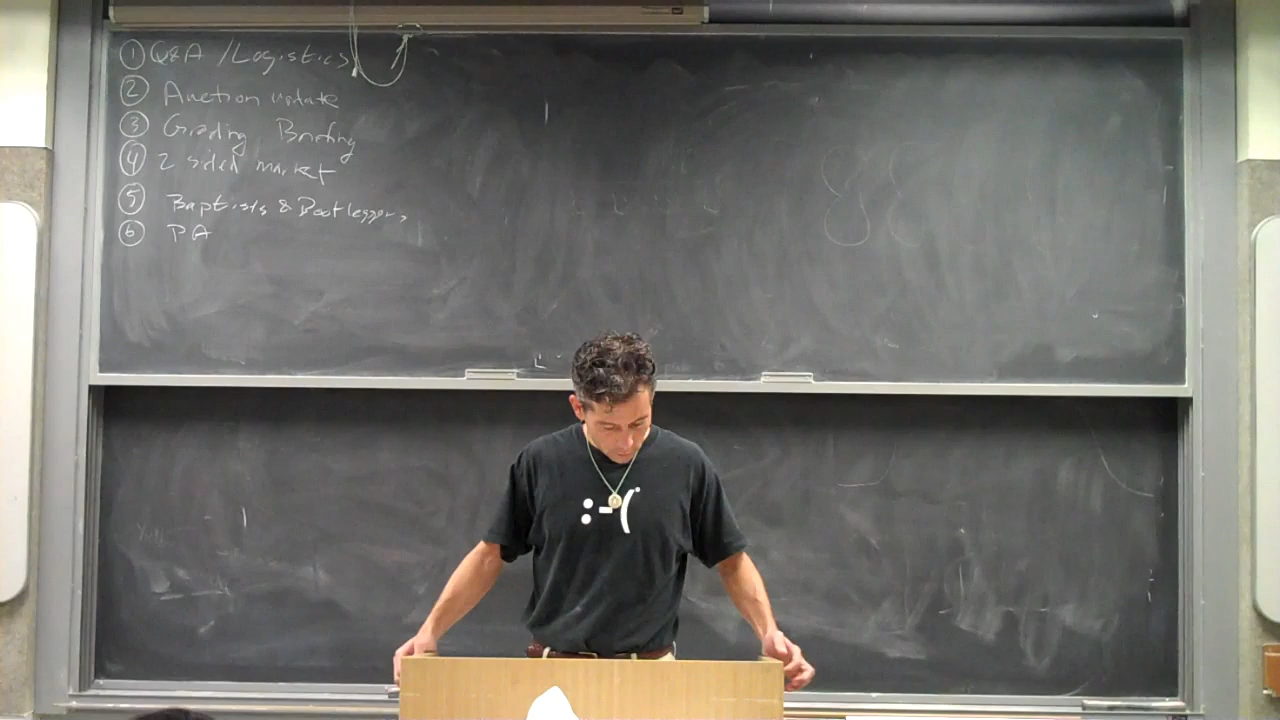 ① Q&A /Logistics
② Auction update
③ Grading Briefing
④ 2 sided market
⑤ Baptists & Bootleggers
⑥ PA
:-(